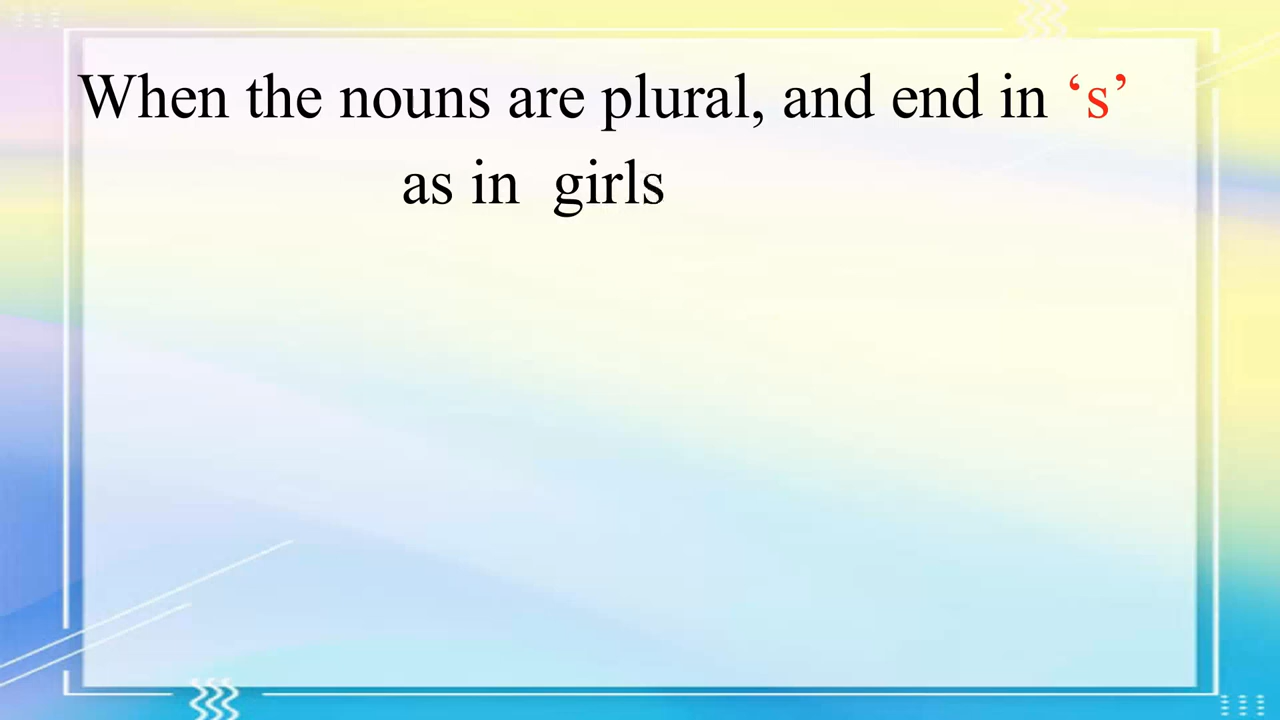 When the nouns are plural, and end in ‘s’
as in girls